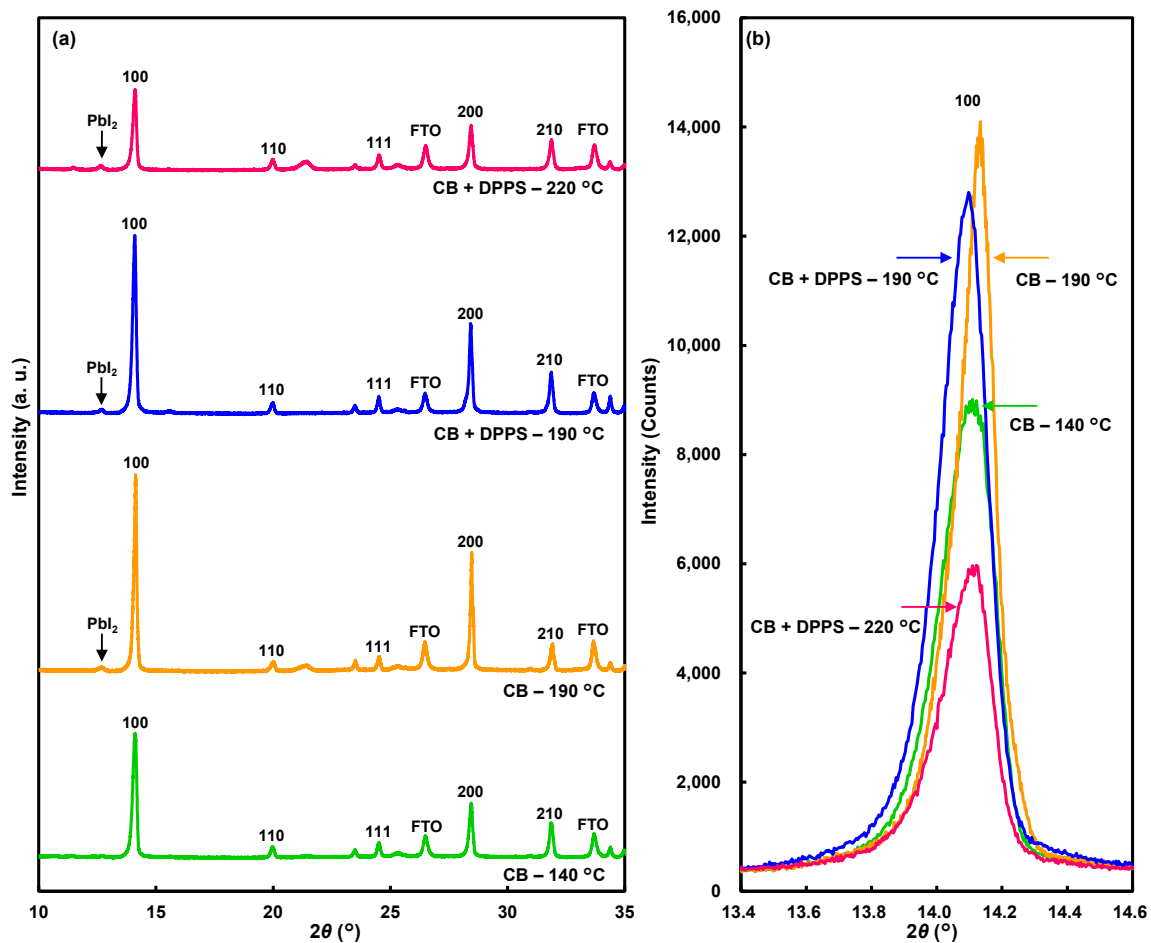 (a)
100
PbI2
110
111
FTO
200
210
FTO
CB + DPPS – 220 °C
100
PbI2
110
111
FTO
200
210
FTO
CB + DPPS – 190 °C
100
PbI2
110
111
FTO
200
210
FTO
CB – 190 °C
100
110
111
FTO
200
210
FTO
CB – 140 °C
Intensity (a. u.)
10 15 20 25 30 35
2θ (°)
(b)
100
CB + DPPS – 190 °C
CB – 190 °C
CB – 140 °C
CB + DPPS – 220 °C
Intensity (Counts)
16,000
14,000
12,000
10,000
8,000
6,000
4,000
2,000
0
13.4 13.6 13.8 14.0 14.2 14.4 14.6
2θ (°)